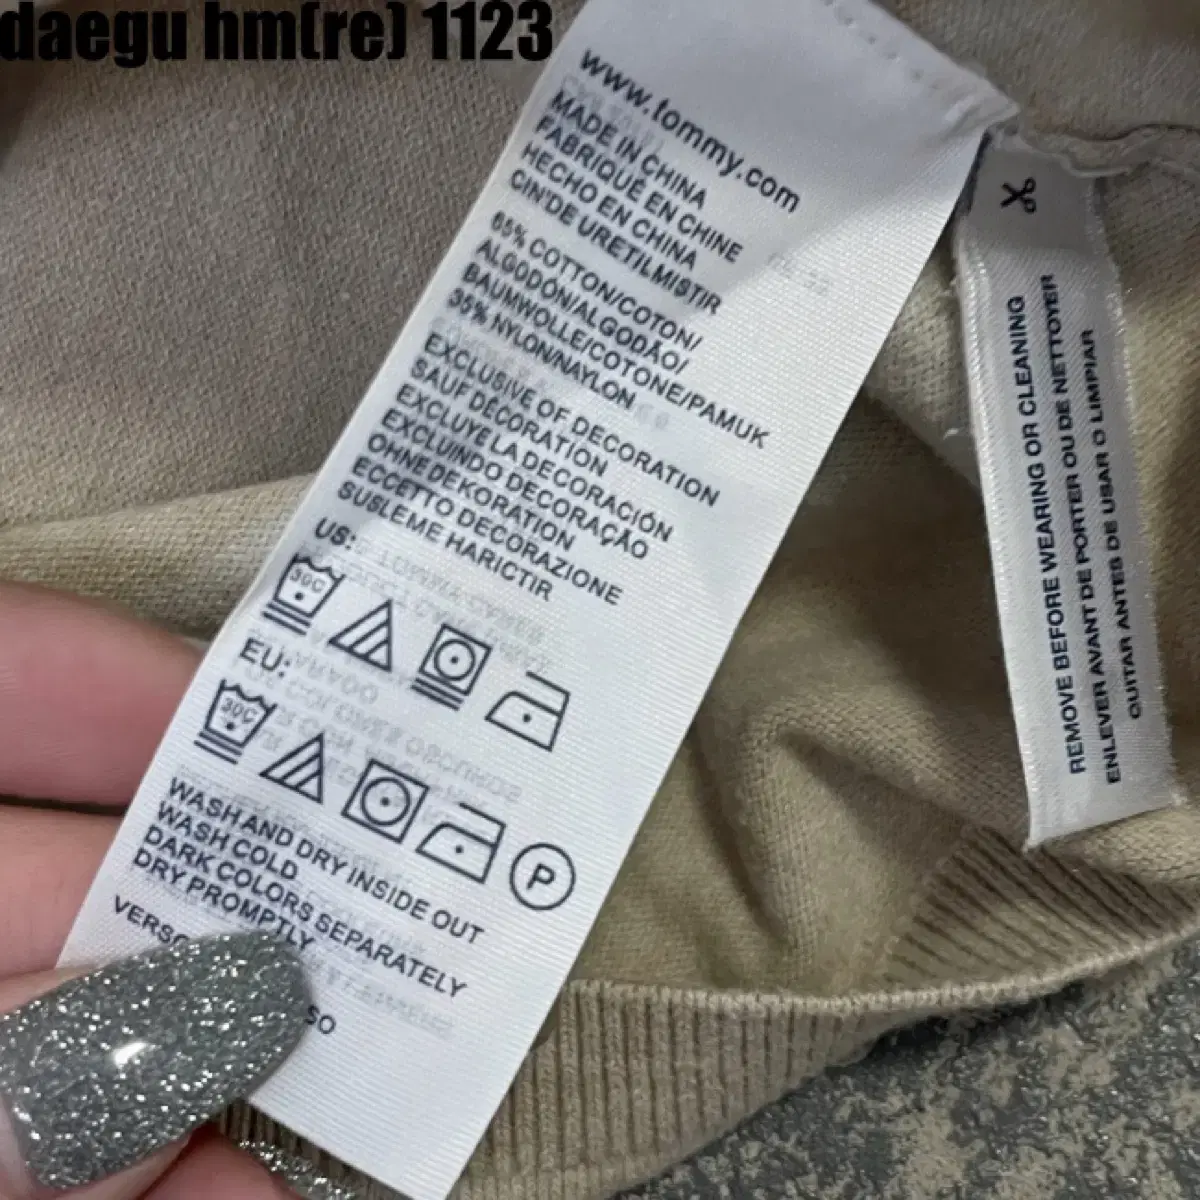 daegu hm(re) 1123
www.tommy.com
MADE IN CHINA
FABRIQUÉ EN CHINE
HECHO EN CHINA
CIN'DE URETILMISTIR
65% COTTON/COTON/
ALGODÓN/ALGODÃO/
BAUMWOLLE/COTONE/PAMUK
35% NYLON/NAYLON
EXCLUSIVE OF DECORATION
SAUF DÉCORATION
EXCLUYE LA DECORACIÓN
EXCLUINDO DECORAÇÃO
OHNE DEKORATION
ECCETTO DECORAZIONE
SUSLEME HARICTIR
US:
30C
EU:
30C
P
WASH AND DRY INSIDE OUT
WASH COLD
DARK COLORS SEPARATELY
DRY PROMPTLY
REMOVE BEFORE WEARING OR CLEANING
ENLEVER AVANT DE PORTER OU DE NETTOYER
QUITAR ANTES DE USAR O LIMPIAR